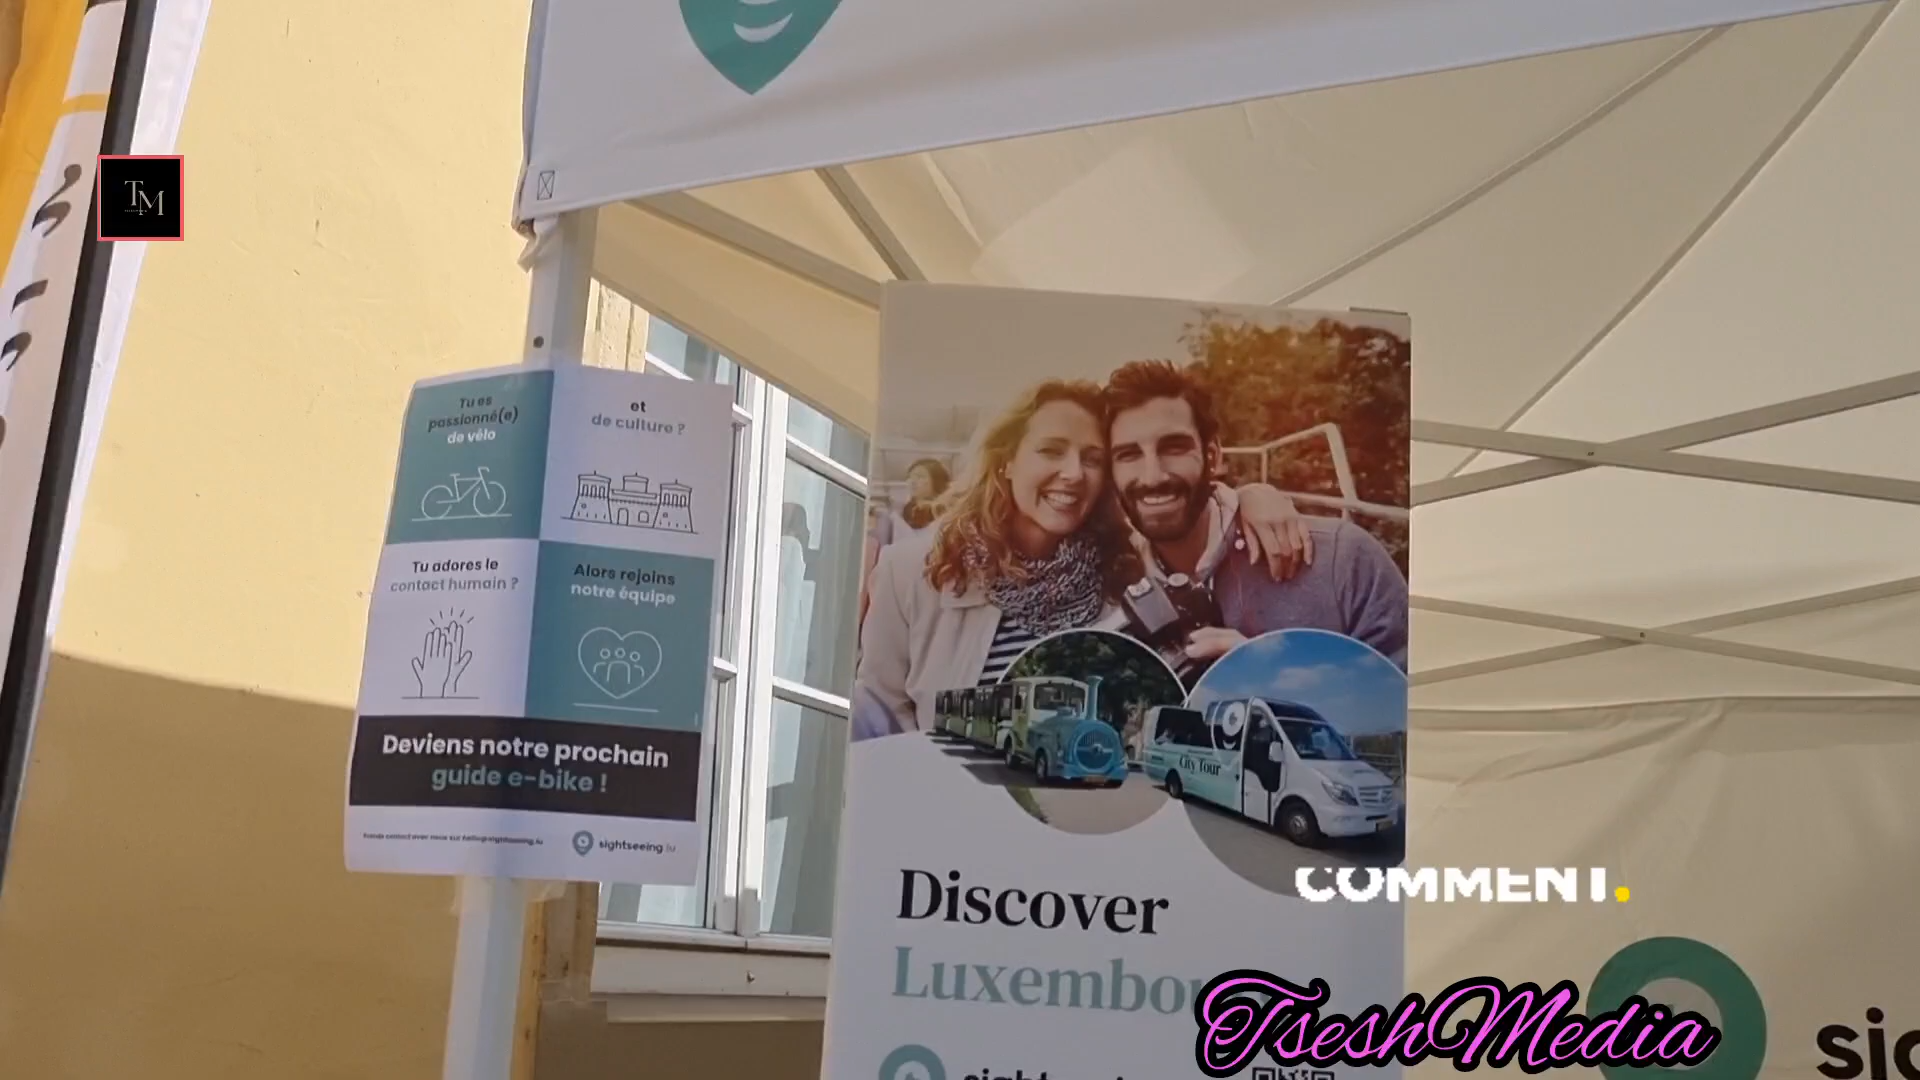 TM
Tu es
passionné(e)
de vélo
et
de culture ?
Tu adores le
contact humain ?
Alors rejoins
notre équipe
Deviens notre prochain
guide e-bike !
sightseeing.lu
City Tour
Discover
Luxembou
COMMENT.
TseshMedia